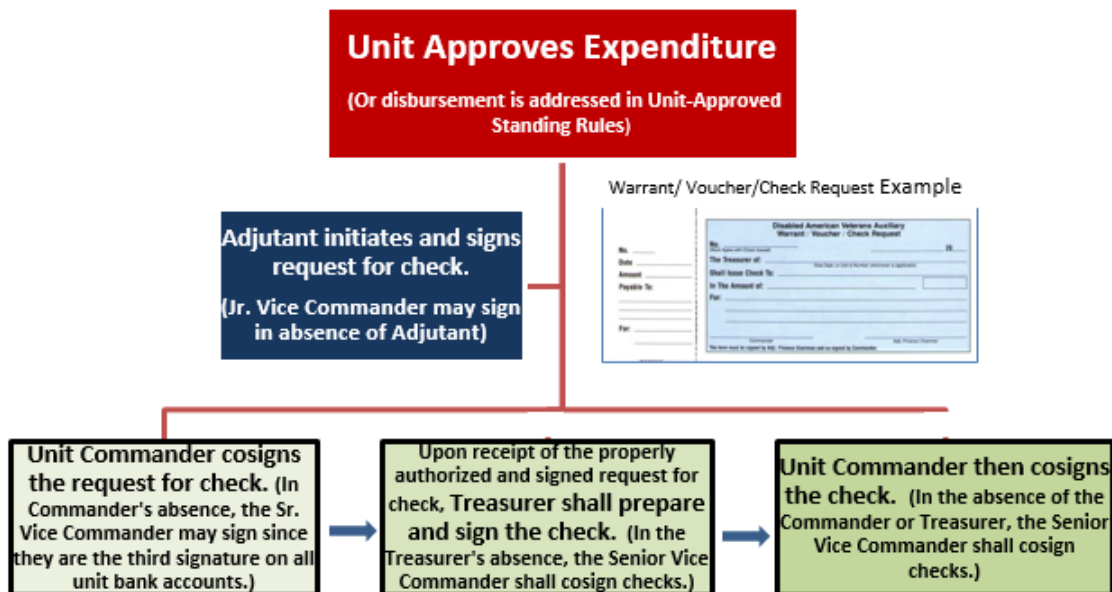 Unit Approves Expenditure
(Or disbursement is addressed in Unit-Approved
Standing Rules)
Warrant/ Voucher/Check Request Example
Adjutant initiates and signs
request for check.
(Jr. Vice Commander may sign
in absence of Adjutant)
No.
Date
Amount
Payable To:
For:
Disabled American Veterans Auxiliary
Warrant / Voucher / Check Request
No.
The Treasurer of:
Shall Issue Check To:
In The Amount of:
For:
Commander
Adj. Finance Chairman
Unit Commander cosigns
the request for check. (In
Commander's absence, the Sr.
Vice Commander may sign since
they are the third signature on all
unit bank accounts.)
Upon receipt of the properly
authorized and signed request for
check, Treasurer shall prepare
and sign the check. (In the
Treasurer's absence, the Senior Vice
Commander shall cosign checks.)
Unit Commander then cosigns
the check. (In the absence of the
Commander or Treasurer, the Senior
Vice Commander shall cosign
checks.)